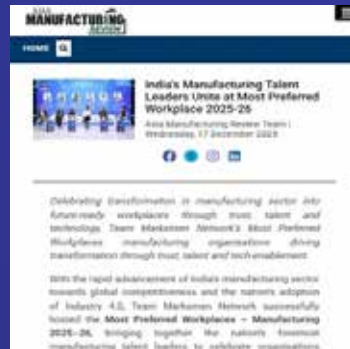 ASIA
MANUFACTURING
REVIEW
HOME
India's Manufacturing Talent
Leaders Unite at Most Preferred
Workplace 2025-26
Asia Manufacturing Review Team |
Wednesday, 17 December 2025
Celebrating transformation in manufacturing sector into
future-ready workplaces through trust, talent and
technology, Team Marksmen Network's Most Preferred
Workplaces manufacturing organisations driving
transformation through trust, talent and tech-enablement.
With the rapid advancement of India's manufacturing sector
towards global competitiveness and the nation's adoption
of Industry 4.0, Team Marksmen Network successfully
hosted the Most Preferred Workplaces – Manufacturing
2025-26, bringing together the nation's foremost
manufacturing talent leaders to celebrate organisations